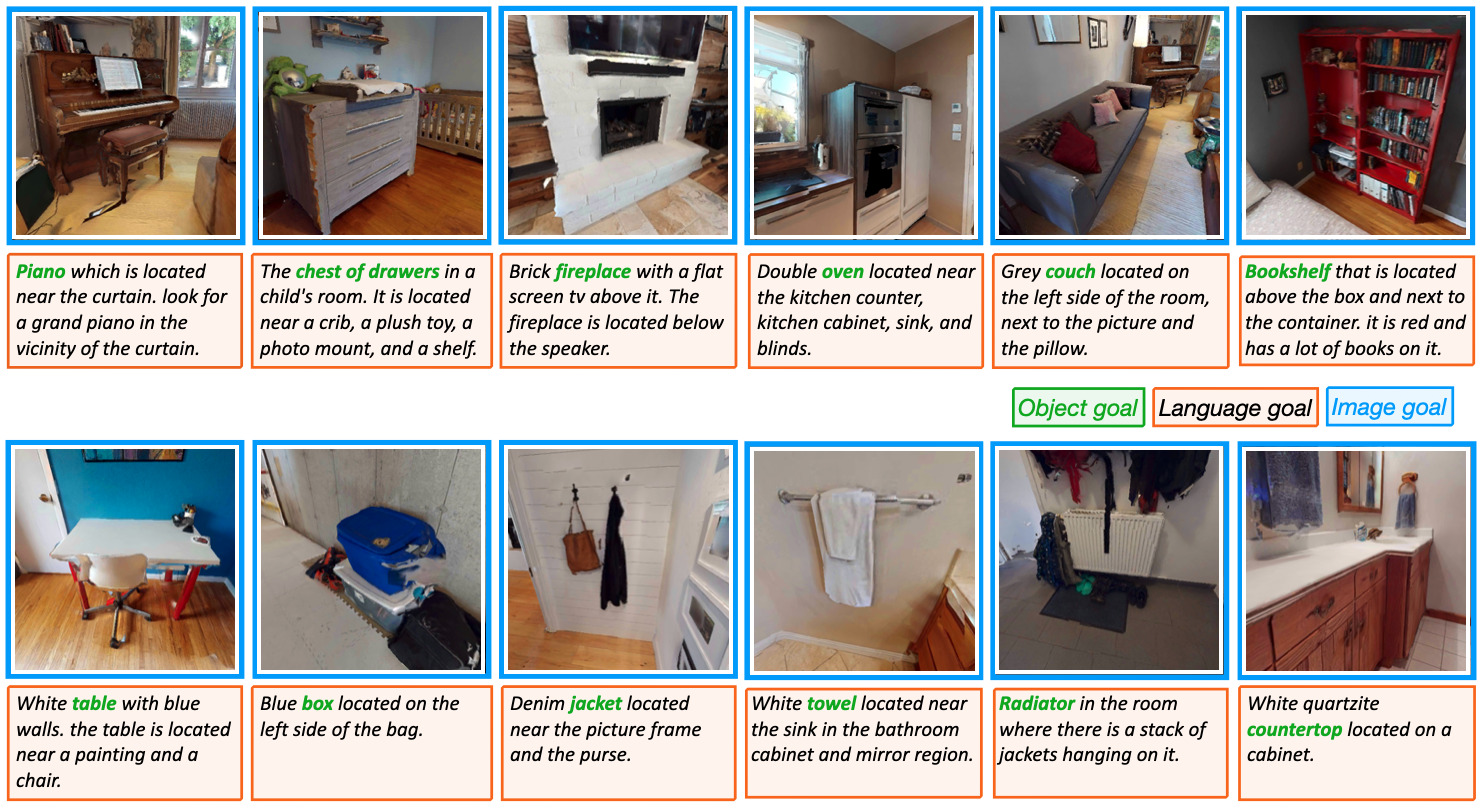 Piano which is located
near the curtain. look for
a grand piano in the
vicinity of the curtain.
The chest of drawers in a
child's room. It is located
near a crib, a plush toy, a
photo mount, and a shelf.
Brick fireplace with a flat
screen tv above it. The
fireplace is located below
the speaker.
Double oven located near
the kitchen counter,
kitchen cabinet, sink, and
blinds.
Grey couch located on
the left side of the room,
next to the picture and
the pillow.
Bookshelf that is located
above the box and next to
the container. it is red and
has a lot of books on it.
Object goal
Language goal
Image goal
White table with blue
walls. the table is located
near a painting and a
chair.
Blue box located on the
left side of the bag.
Denim jacket located
near the picture frame
and the purse.
White towel located near
the sink in the bathroom
cabinet and mirror region.
Radiator in the room
where there is a stack of
jackets hanging on it.
White quartzite
countertop located on a
cabinet.